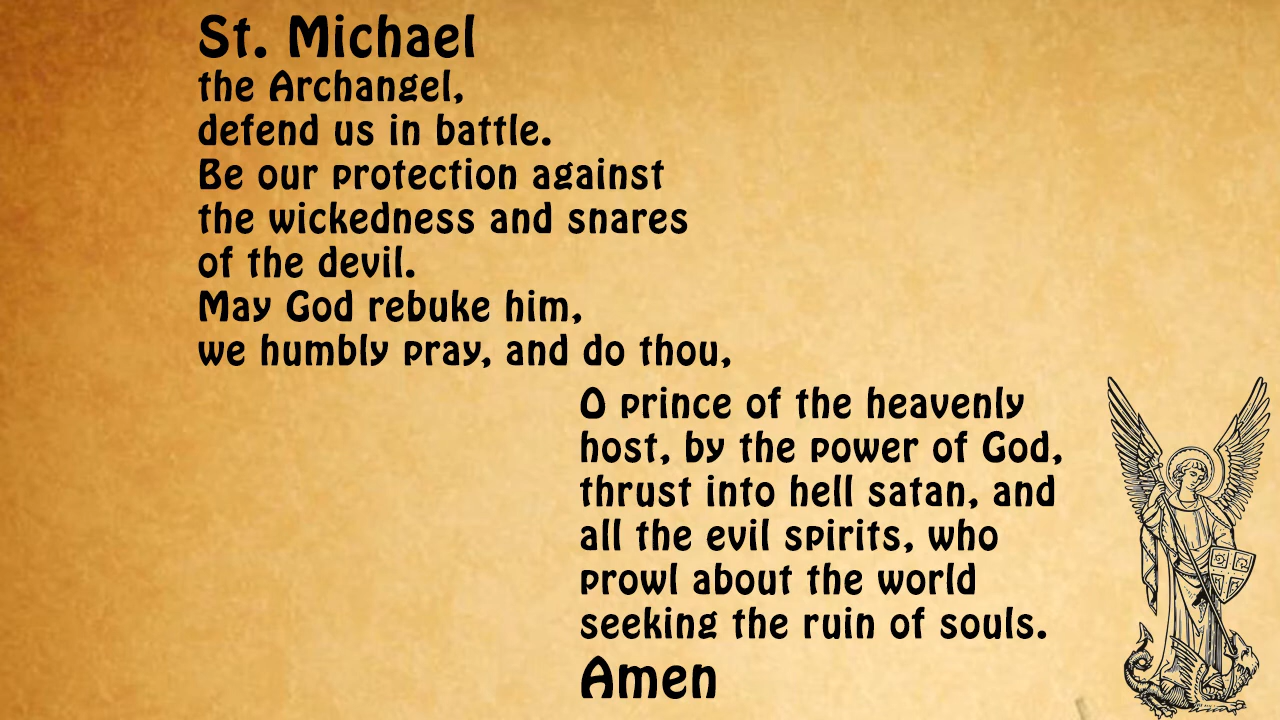 St. Michael
the Archangel,
defend us in battle.
Be our protection against
the wickedness and snares
of the devil.
May God rebuke him,
we humbly pray, and do thou,
O prince of the heavenly
host, by the power of God,
thrust into hell satan, and
all the evil spirits, who
prowl about the world
seeking the ruin of souls.
Amen